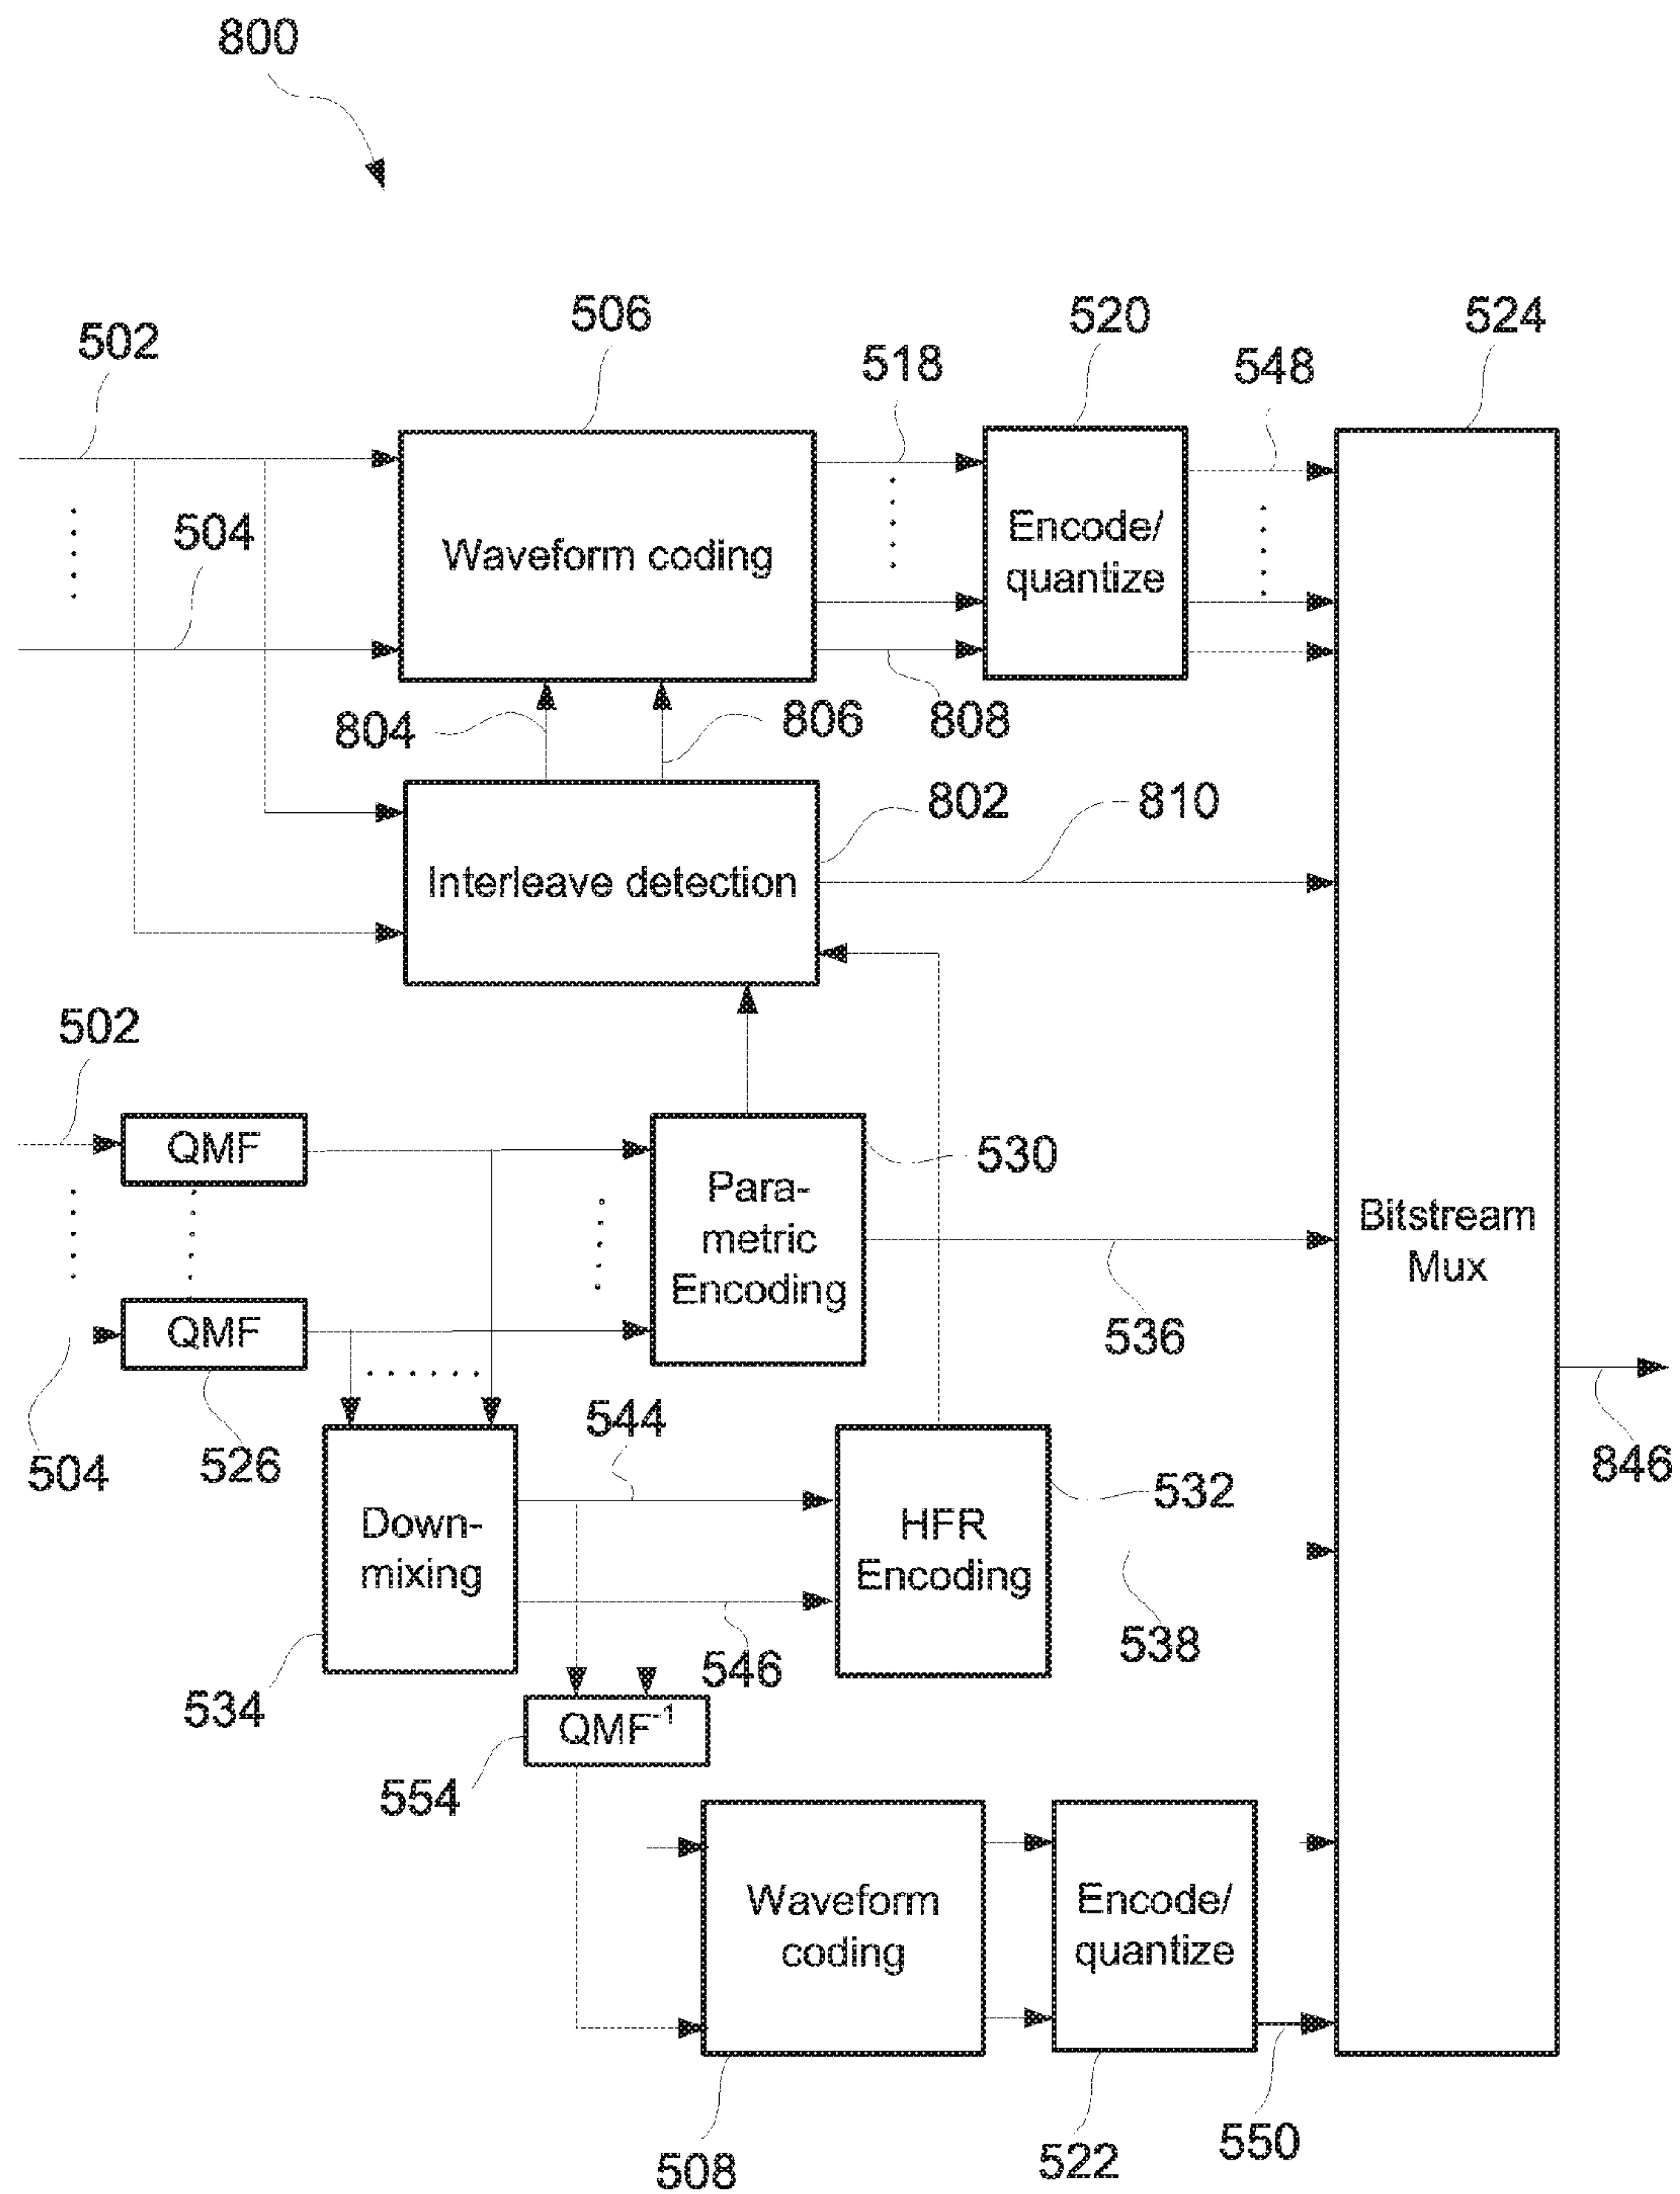 800
502
506
518
520
548
524
504
Waveform coding
Encode/
quantize
804
806
808
802
810
Interleave detection
502
QMF
530
Para-
metric
Encoding
Bitstream
Mux
QMF
536
504
526
544
846
532
Down-
mixing
HFR
Encoding
538
546
534
QMF-1
554
Waveform
coding
Encode/
quantize
508
522
550